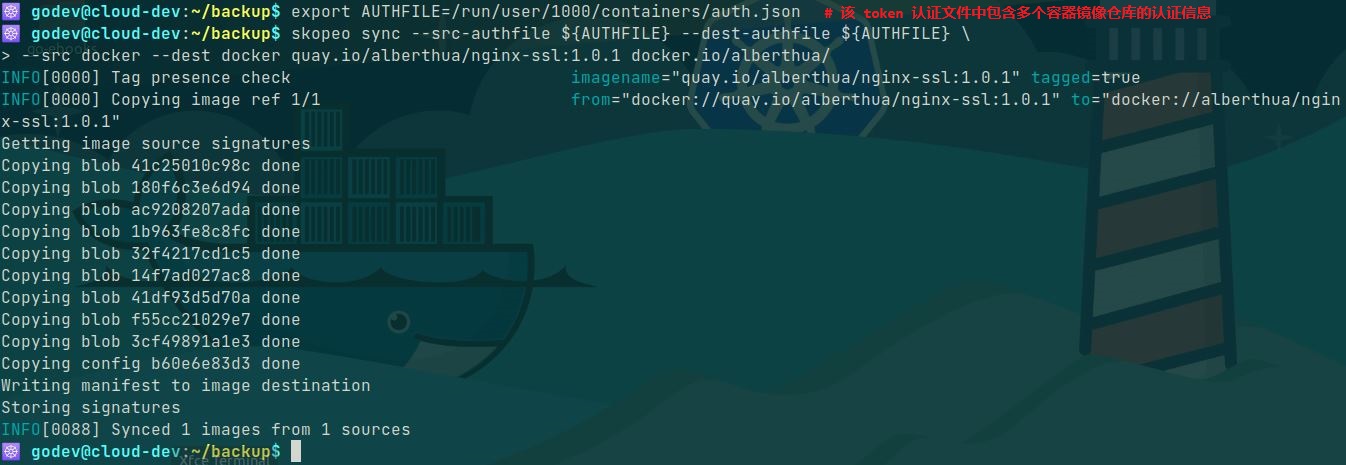 godev@cloud-dev:~/backup$ export AUTHFILE=/run/user/1000/containers/auth.json # 该 token 认证文件中包含多个容器镜像仓库的认证信息
godev@cloud-dev:~/backup$ skopeo sync --src-authfile ${AUTHFILE} --dest-authfile ${AUTHFILE} \
go-ebooks
> --src docker --dest docker quay.io/alberthua/nginx-ssl:1.0.1 docker.io/alberthua/
INFO[0000] Tag presence check imagename="quay.io/alberthua/nginx-ssl:1.0.1" tagged=true
INFO[0000] Copying image ref 1/1 from="docker://quay.io/alberthua/nginx-ssl:1.0.1" to="docker://alberthua/ngin
x-ssl:1.0.1"
Getting image source signatures
Copying blob 41c25010c98c done
Copying blob 180f6c3e6d94 done
Copying blob ac9208207ada done
Copying blob 1b963fe8c8fc done
Copying blob 32f4217cd1c5 done
Copying blob 14f7ad027ac8 done
Copying blob 41df93d5d70a done
Copying blob f55cc21029e7 done
Copying blob 3cf49891a1e3 done
Copying config b60e6e83d3 done
Writing manifest to image destination
Storing signatures
INFO[0088] Synced 1 images from 1 sources
godev@cloud-dev:~/backup$
Xfce Terminal